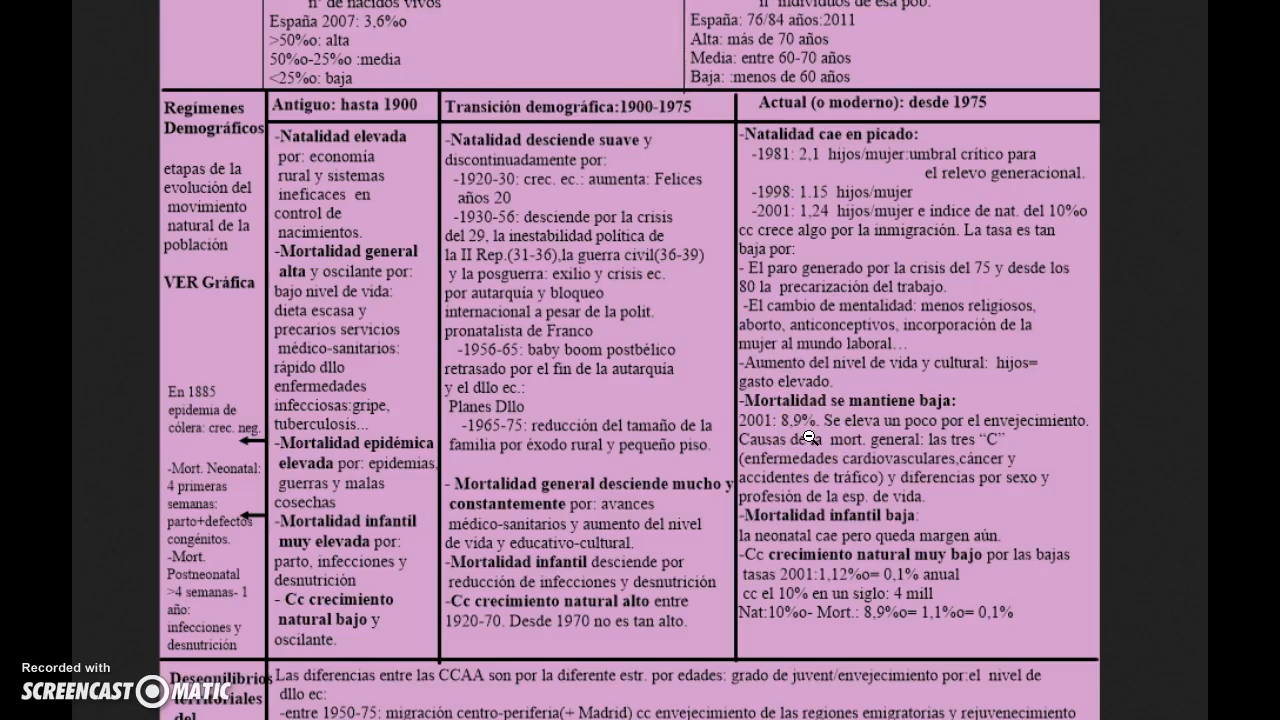 nº de nacidos vivos
España 2007: 3,6%o
>50%o: alta
50%o-25%o :media
<25%o: baja
nº individuos de esa pob.
España: 76/84 años:2011
Alta: más de 70 años
Media: entre 60-70 años
Baja: :menos de 60 años
Regímenes
Demográficos
etapas de la
evolución del
movimiento
natural de la
población
VER Gráfica
En 1885
epidemia de
cólera: crec. neg.
-Mort. Neonatal:
4 primeras
semanas:
parto+defectos
congénitos.
-Mort.
Postneonatal
>4 semanas- 1
año:
infecciones y
desnutrición
Antiguo: hasta 1900
-Natalidad elevada
por: economía
rural y sistemas
ineficaces en
control de
nacimientos.
-Mortalidad general
alta y oscilante por:
bajo nivel de vida:
dieta escasa y
precarios servicios
médico-sanitarios:
rápido dllo
enfermedades
infecciosas:gripe,
tuberculosis...
-Mortalidad epidémica
elevada por: epidemias,
guerras y malas
cosechas
-Mortalidad infantil
muy elevada por:
parto, infecciones y
desnutrición
- Cc crecimiento
natural bajo y
oscilante.
Transición demográfica:1900-1975
-Natalidad desciende suave y
discontinuadamente por:
-1920-30: crec. ec.: aumenta: Felices
años 20
-1930-56: desciende por la crisis
del 29, la inestabilidad política de
la II Rep.(31-36),la guerra civil(36-39)
y la posguerra: exilio y crisis ec.
por autarquía y bloqueo
internacional a pesar de la polit.
pronatalista de Franco
-1956-65: baby boom postbélico
retrasado por el fin de la autarquía
y el dllo ec.:
Planes Dllo
-1965-75: reducción del tamaño de la
familia por éxodo rural y pequeño piso.
- Mortalidad general desciende mucho y
constantemente por: avances
médico-sanitarios y aumento del nivel
de vida y educativo-cultural.
-Mortalidad infantil desciende por
reducción de infecciones y desnutrición
-Cc crecimiento natural alto entre
1920-70. Desde 1970 no es tan alto.
Actual (o moderno): desde 1975
-Natalidad cae en picado:
-1981: 2,1 hijos/mujer:umbral crítico para
el relevo generacional.
-1998: 1.15 hijos/mujer
-2001: 1,24 hijos/mujer e índice de nat. del 10%o
cc crece algo por la inmigración. La tasa es tan
baja por:
- El paro generado por la crisis del 75 y desde los
80 la precarización del trabajo.
-El cambio de mentalidad: menos religiosos,
aborto, anticonceptivos, incorporación de la
mujer al mundo laboral…
-Aumento del nivel de vida y cultural: hijos=
gasto elevado.
-Mortalidad se mantiene baja:
2001: 8,9%. Se eleva un poco por el envejecimiento.
Causas de la mort. general: las tres “C”
(enfermedades cardiovasculares,cáncer y
accidentes de tráfico) y diferencias por sexo y
profesión de la esp. de vida.
-Mortalidad infantil baja:
la neonatal cae pero queda margen aún.
-Cc crecimiento natural muy bajo por las bajas
tasas 2001:1,12%o= 0,1% anual
cc el 10% en un siglo: 4 mill
Nat:10%o- Mort.: 8,9%o= 1,1%o= 0,1%
Desequilibrios
territoriales
del
Las diferencias entre las CCAA son por la diferente estr. por edades: grado de juvent/envejecimiento por:el nivel de
dllo ec:
-entre 1950-75: migración centro-periferia(+ Madrid) cc envejecimiento de las regiones emigratorias y rejuvenecimiento
Recorded with
SCREENCAST MATIC